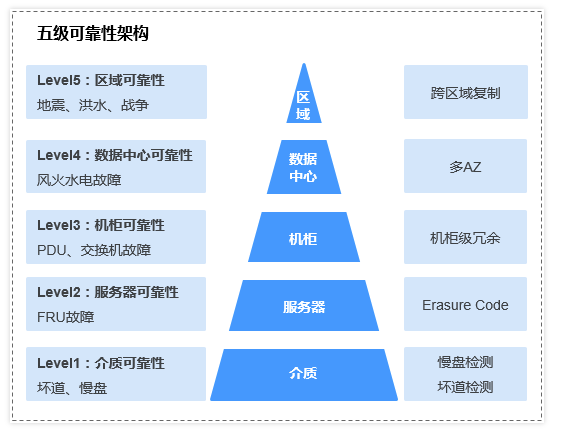 五级可靠性架构
Level5：区域可靠性
地震、洪水、战争
区
域
跨区域复制
Level4：数据中心可靠性
风火水电故障
数据
中心
多AZ
Level3：机柜可靠性
PDU、交换机故障
机柜
机柜级冗余
Level2：服务器可靠性
FRU故障
服务器
Erasure Code
Level1：介质可靠性
坏道、慢盘
介质
慢盘检测
坏道检测